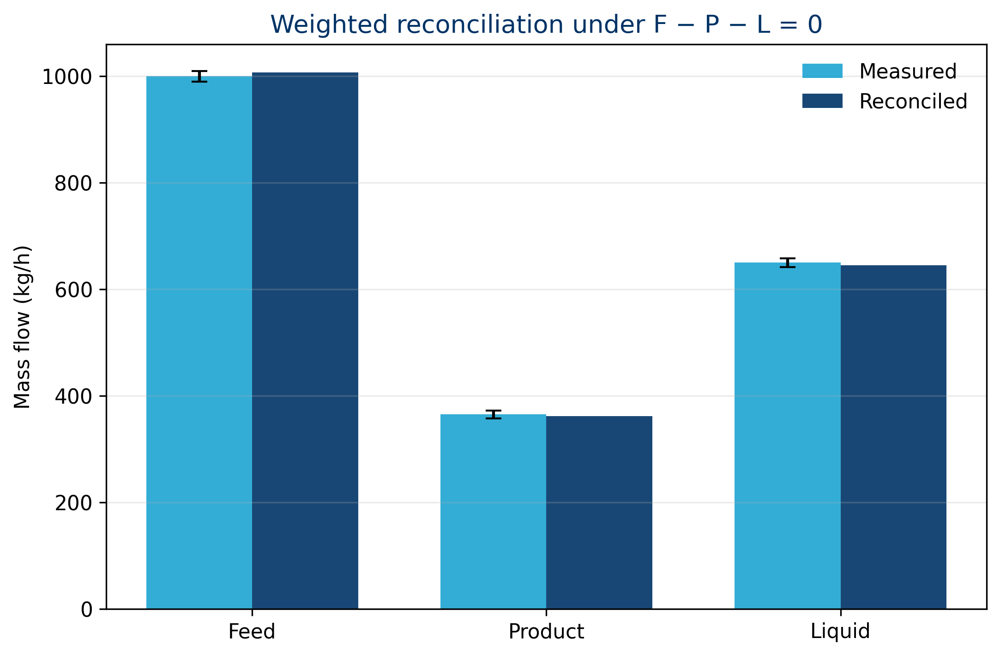 Weighted reconciliation under F − P − L = 0
Measured
Reconciled
Mass flow (kg/h)
1000
800
600
400
200
0
Feed
Product
Liquid